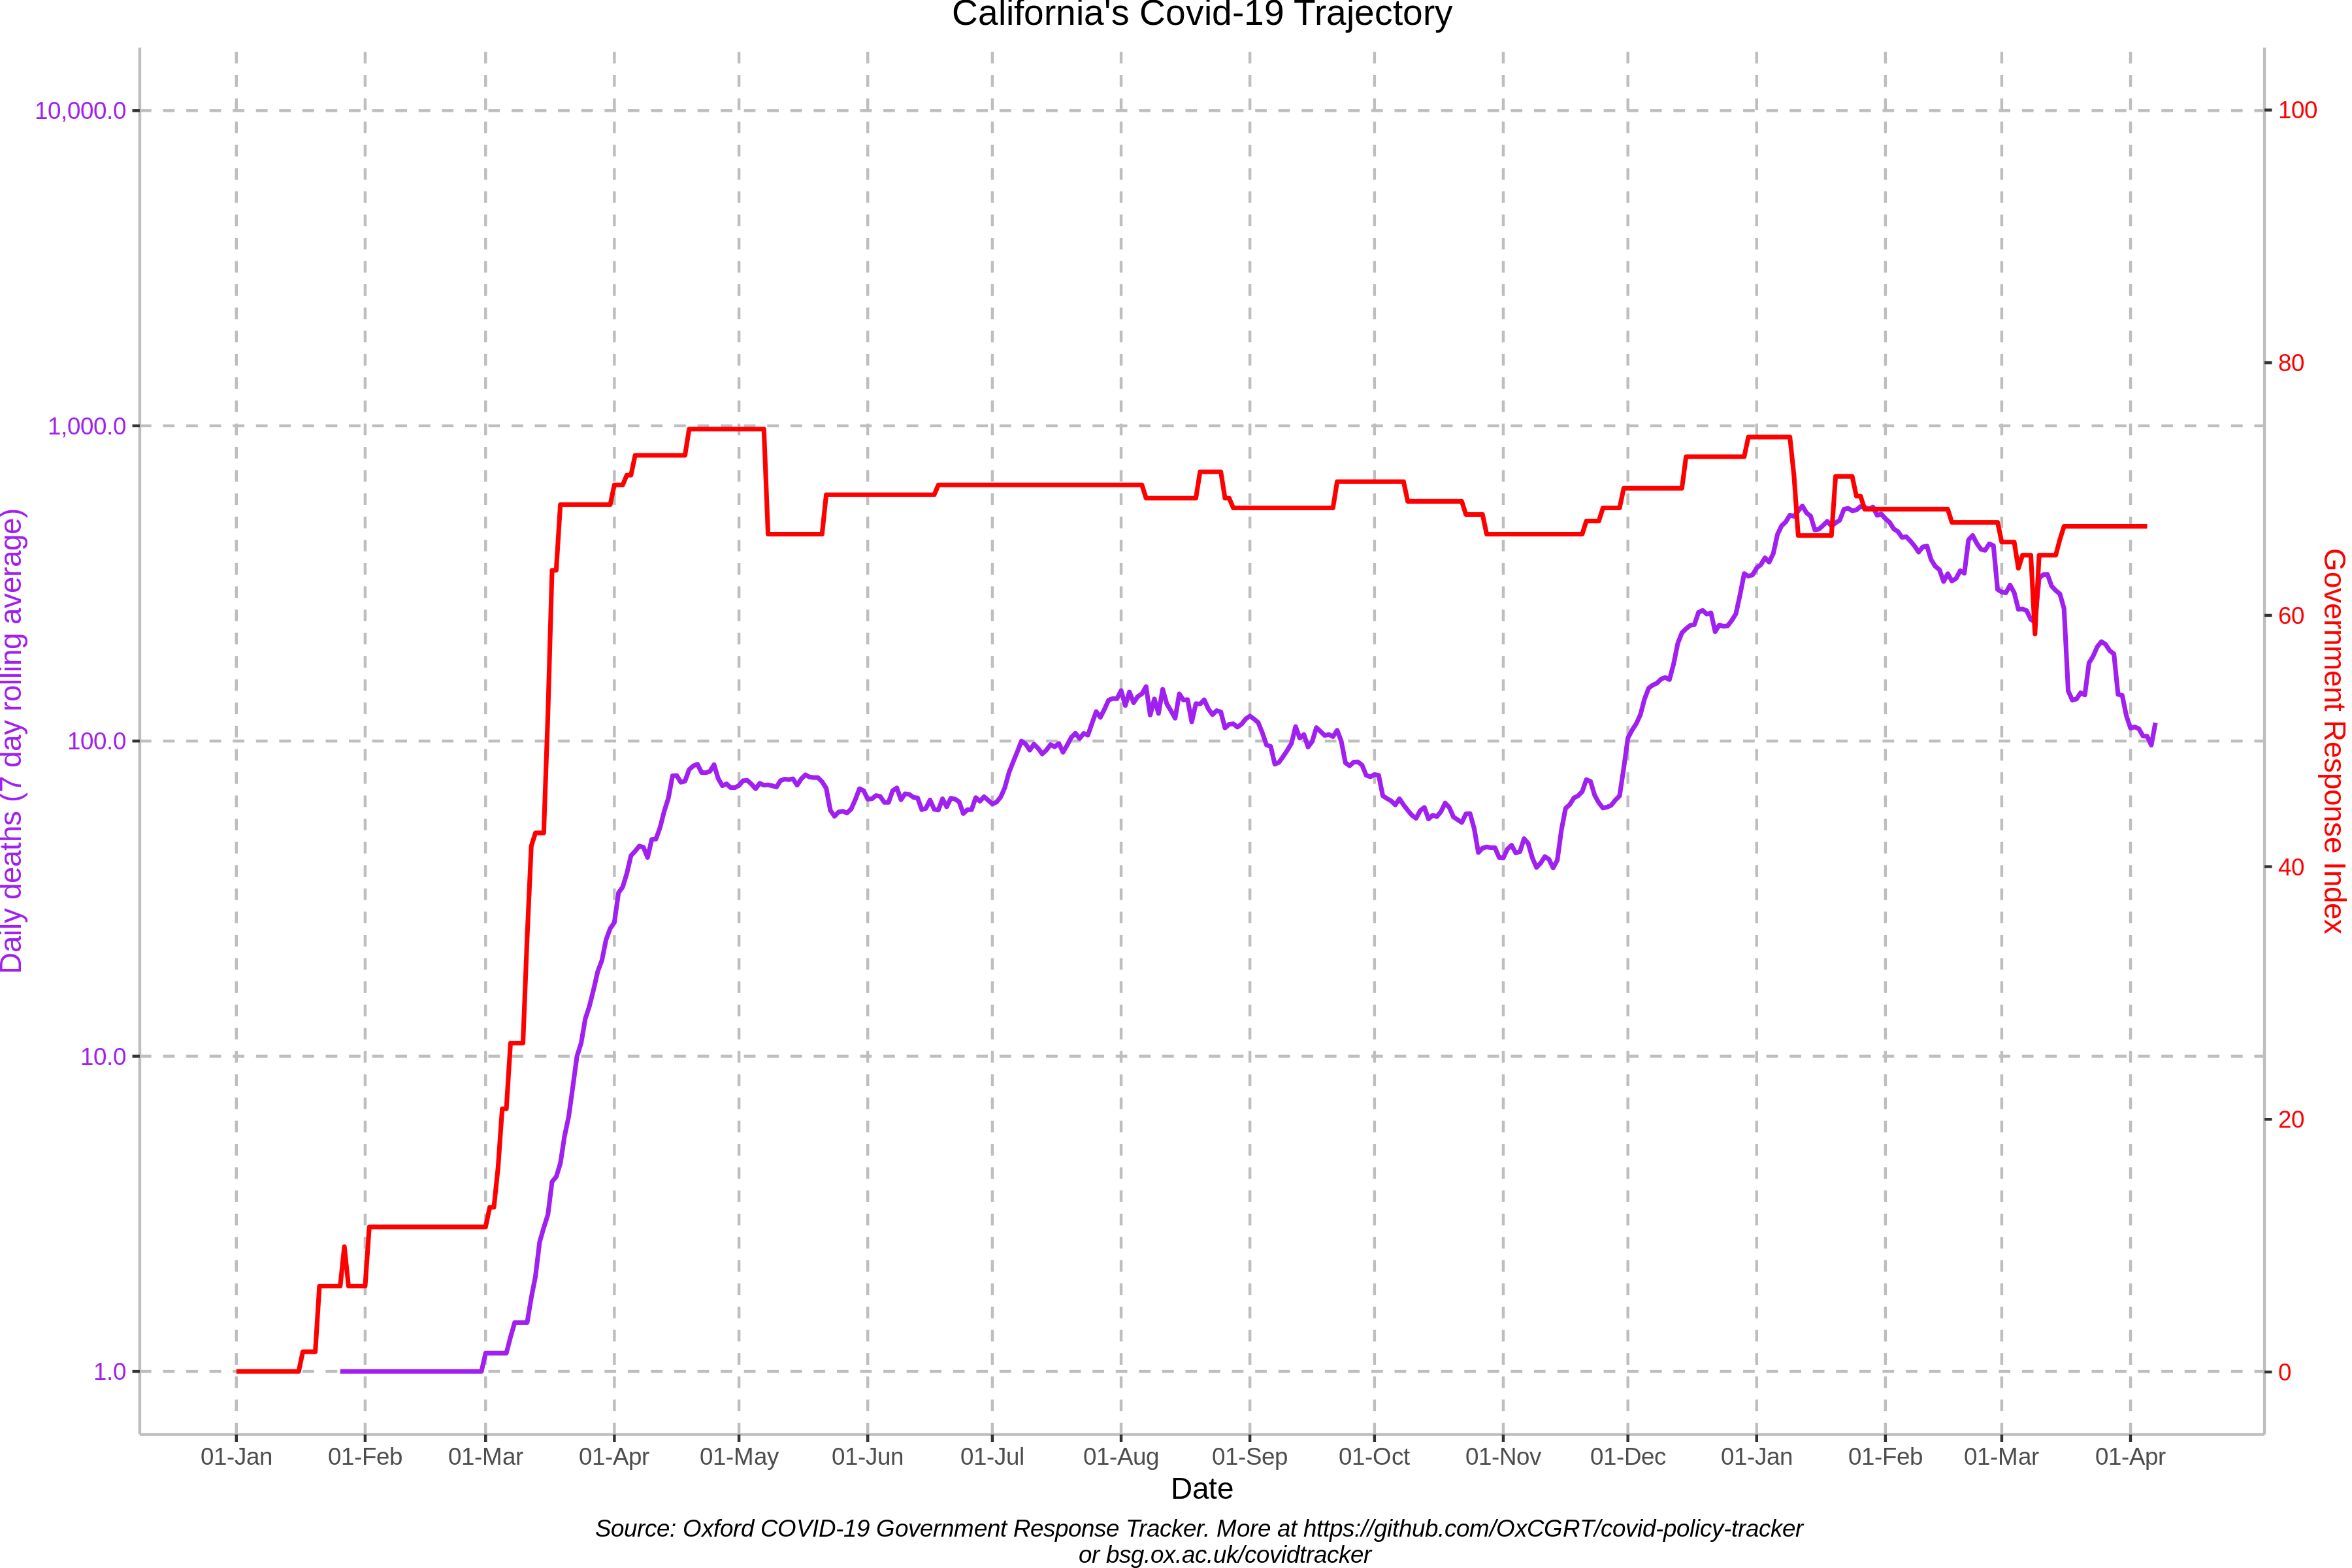 California's Covid-19 Trajectory
10,000.0
1,000.0
100.0
10.0
1.0
Daily deaths (7 day rolling average)
100
80
60
40
20
0
Government Response Index
01-Jan 01-Feb 01-Mar 01-Apr 01-May 01-Jun 01-Jul 01-Aug 01-Sep 01-Oct 01-Nov 01-Dec 01-Jan 01-Feb 01-Mar 01-Apr
Date
Source: Oxford COVID-19 Government Response Tracker. More at https://github.com/OxCGRT/covid-policy-tracker
or bsg.ox.ac.uk/covidtracker